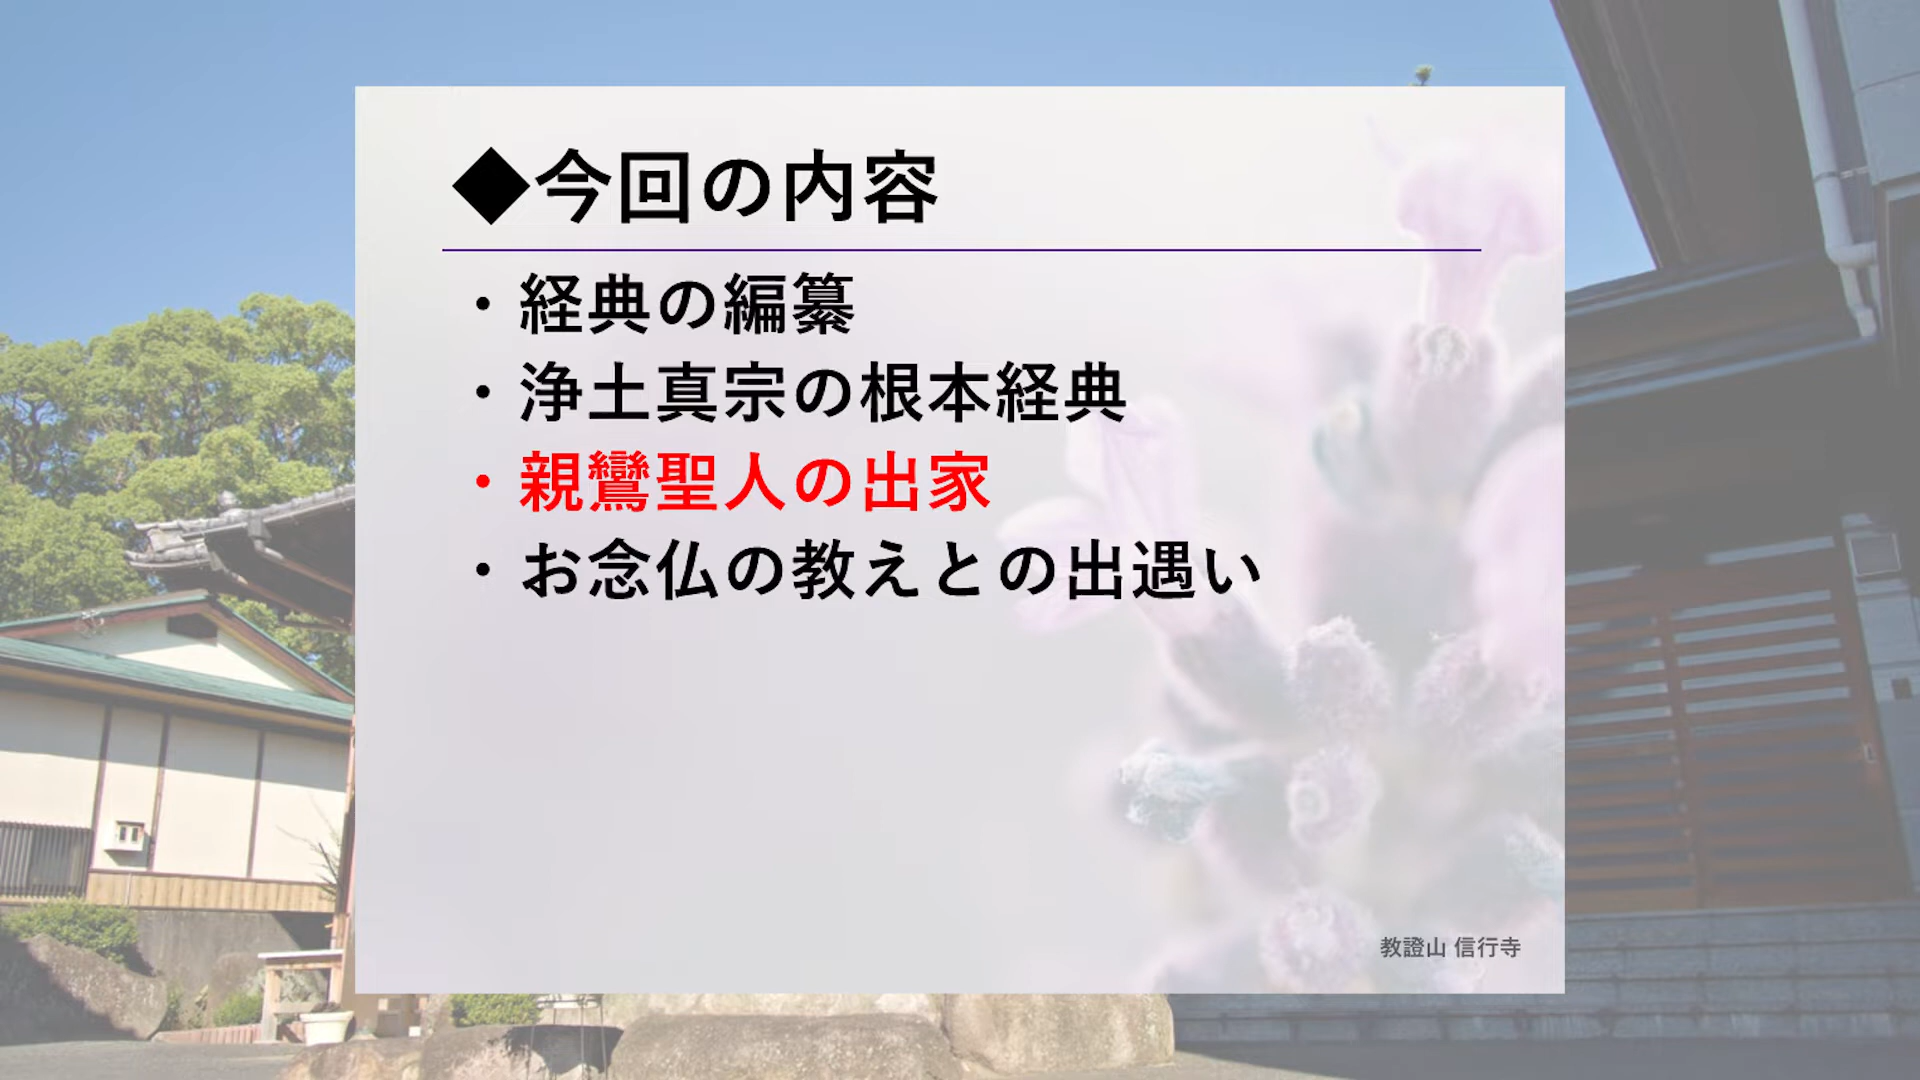 ◆今回の内容
・経典の編纂
・浄土真宗の根本経典
・親鸞聖人の出家
・お念仏の教えとの出遇い
教證山 信行寺